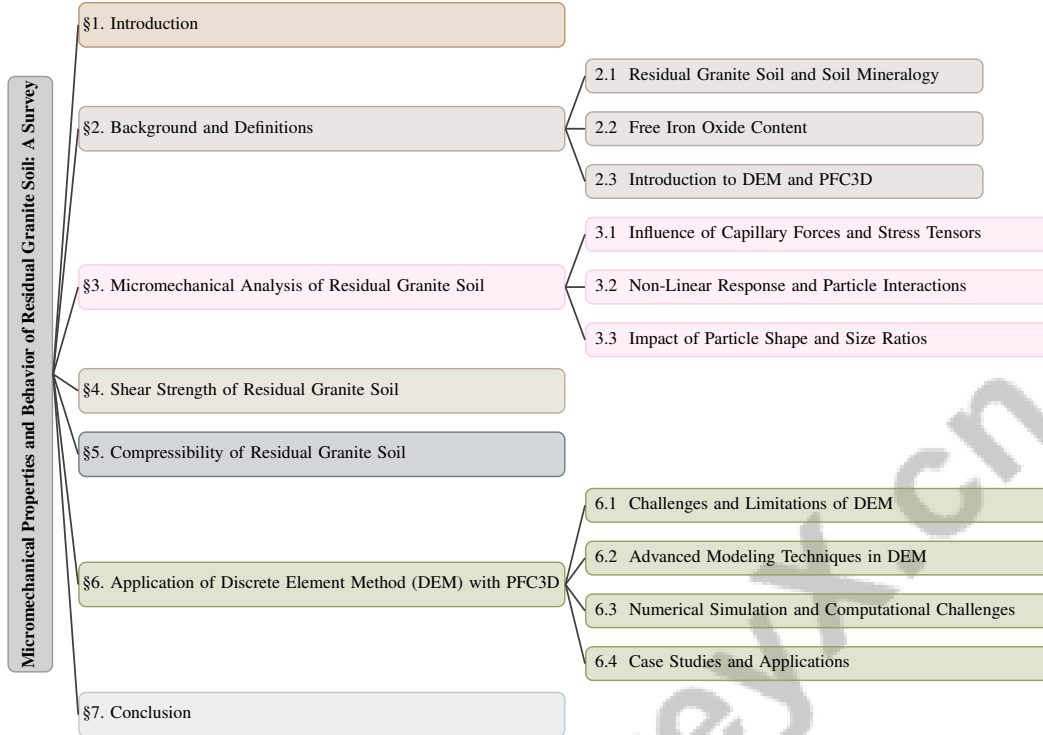 Micromechanical Properties and Behavior of Residual Granite Soil: A Survey
§1. Introduction
§2. Background and Definitions
2.1 Residual Granite Soil and Soil Mineralogy
2.2 Free Iron Oxide Content
2.3 Introduction to DEM and PFC3D
§3. Micromechanical Analysis of Residual Granite Soil
3.1 Influence of Capillary Forces and Stress Tensors
3.2 Non-Linear Response and Particle Interactions
3.3 Impact of Particle Shape and Size Ratios
§4. Shear Strength of Residual Granite Soil
§5. Compressibility of Residual Granite Soil
§6. Application of Discrete Element Method (DEM) with PFC3D
6.1 Challenges and Limitations of DEM
6.2 Advanced Modeling Techniques in DEM
6.3 Numerical Simulation and Computational Challenges
6.4 Case Studies and Applications
§7. Conclusion
eyx.cn